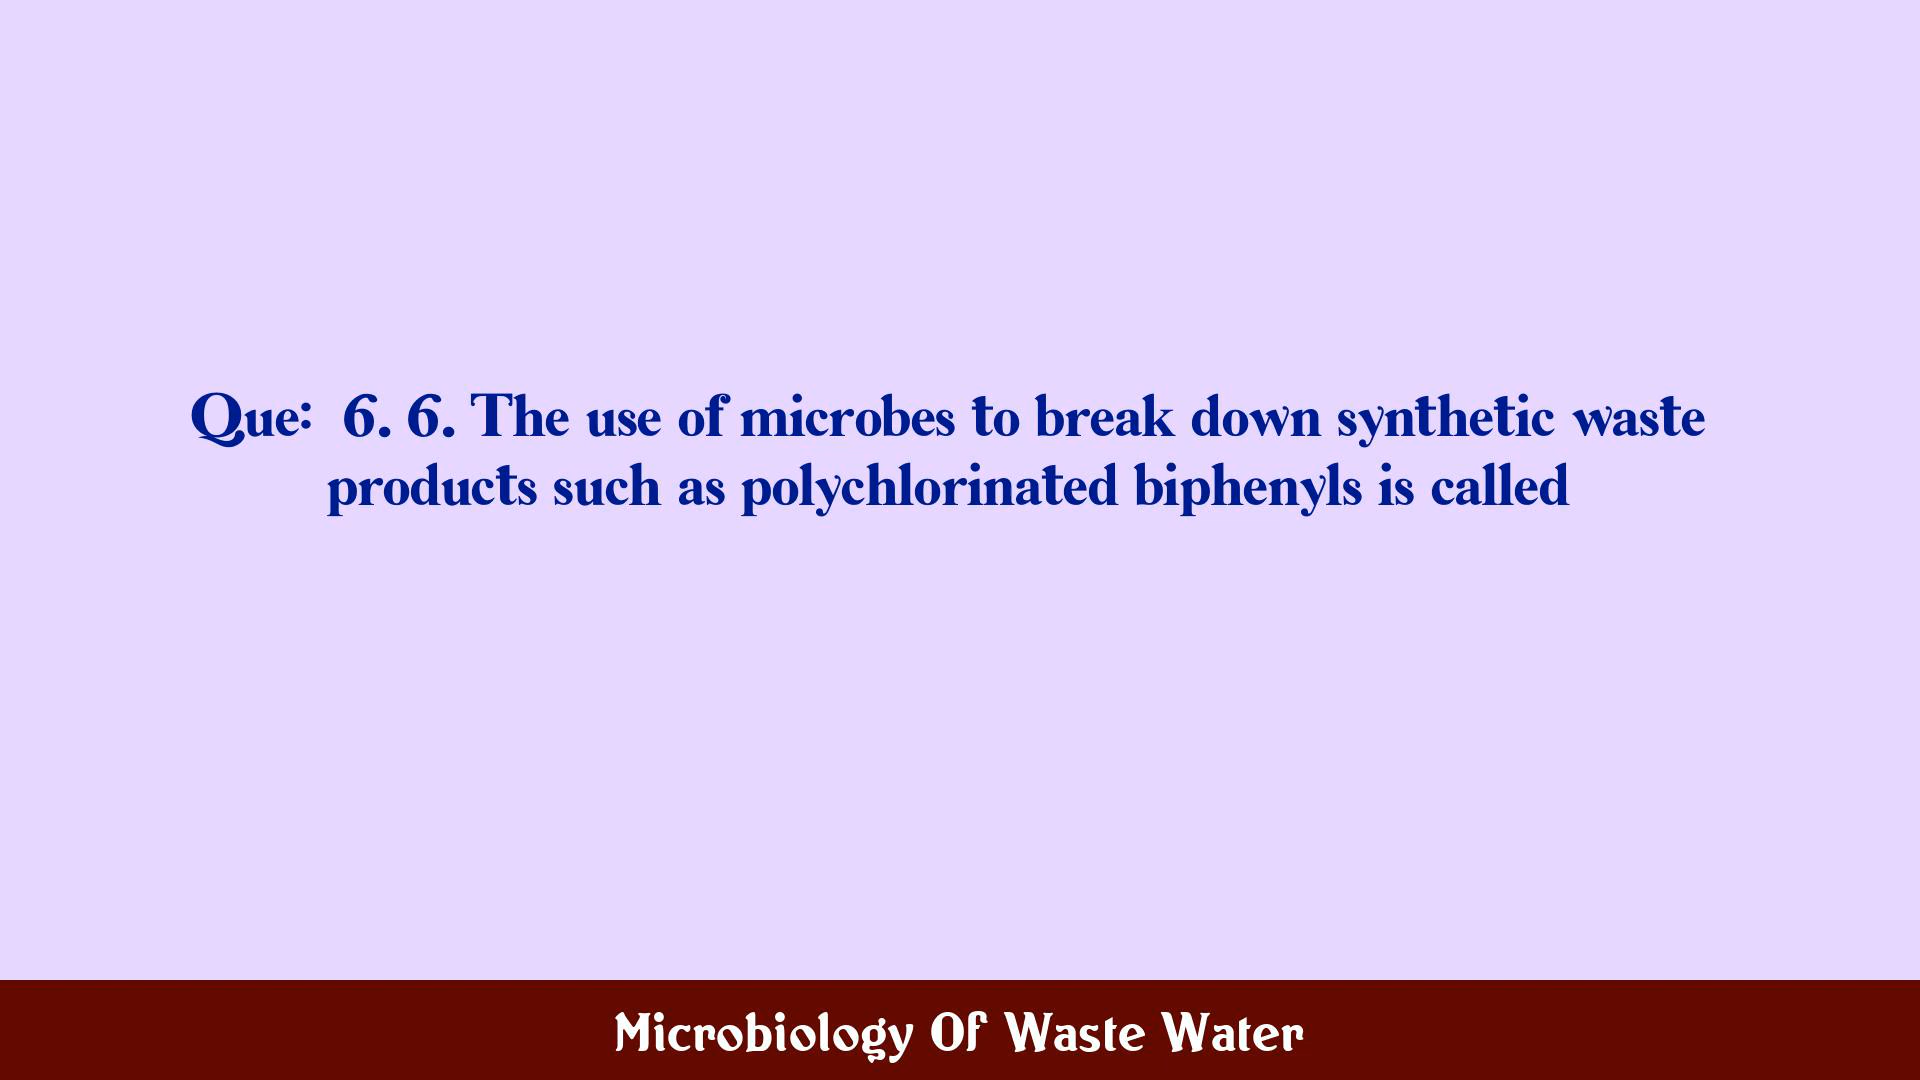 Que: 6. 6. The use of microbes to break down synthetic waste
products such as polychlorinated biphenyls is called
Microbiology Of Waste Water